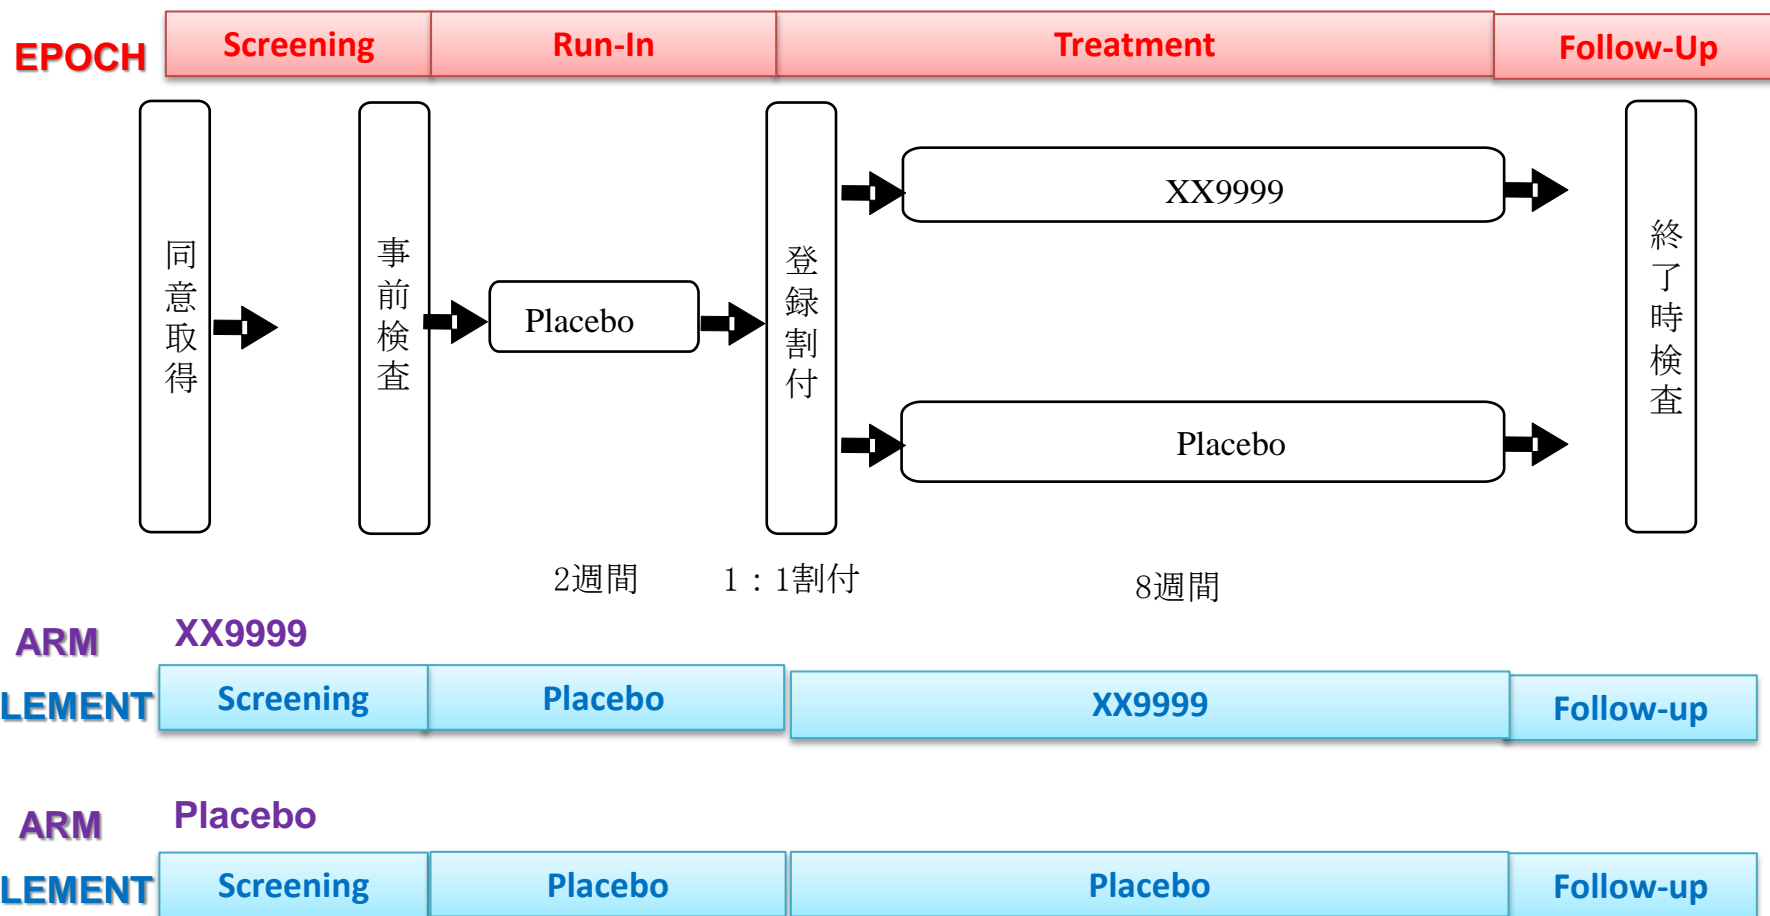 EPOCH Screening Run-In Treatment Follow-Up
同意取得
事前検査
Placebo
登録割付
XX9999
Placebo
終了時検査
2週間
1：1割付
8週間
ARM XX9999
LEMENT Screening Placebo XX9999 Follow-up
ARM Placebo
LEMENT Screening Placebo Placebo Follow-up